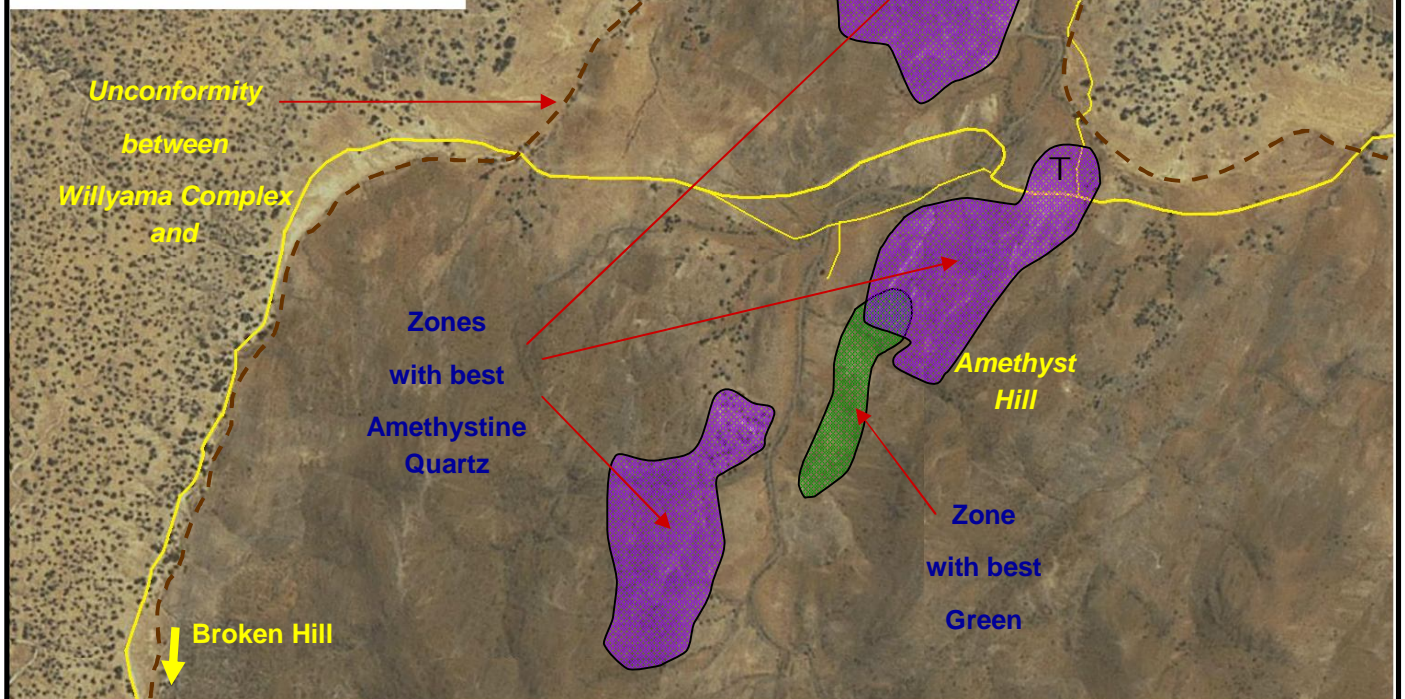 Unconformity
between
Willyama Complex
and
T
Zones
with best
Amethystine
Quartz
Amethyst
Hill
Zone
with best
Green
Broken Hill